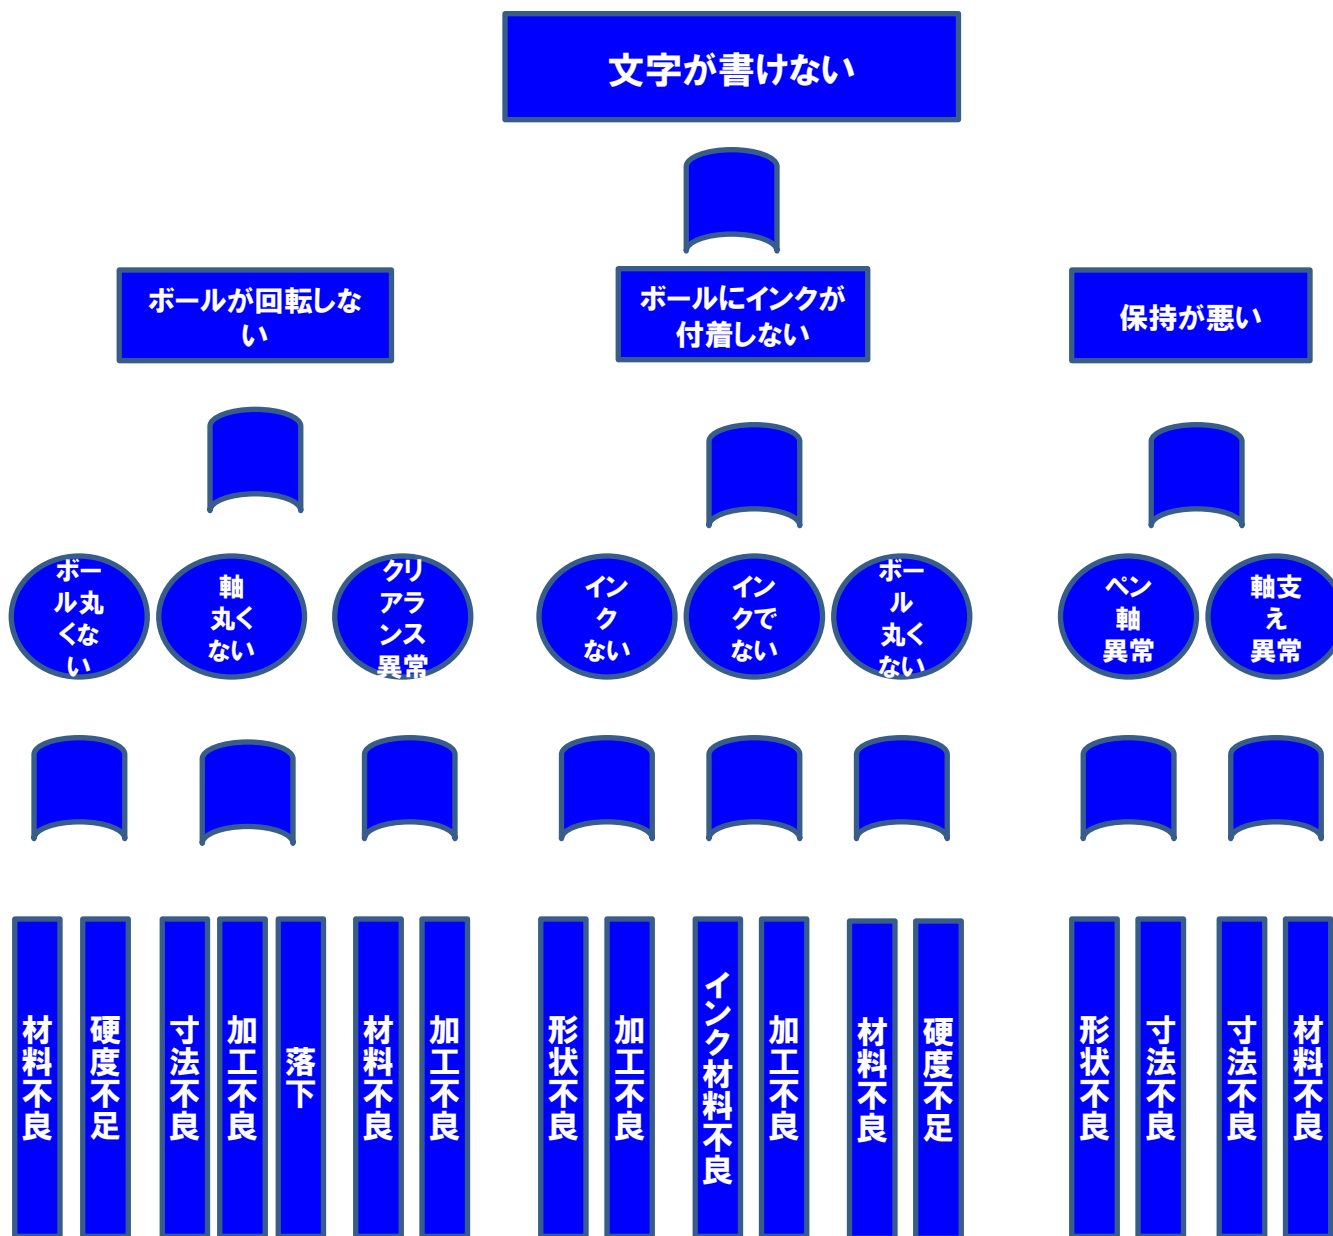 文字が書けない
ボールが回転しな
い
ボールにインクが
付着しない
保持が悪い
ボー
ル丸
くな
い
軸
丸く
ない
クリ
アラ
ンス
異常
イン
ク
ない
イン
クで
ない
ボー
ル
丸く
ない
ペン
軸
異常
軸支
え
異常
材料不良
硬度不足
寸法不良
加工不良
落下
材料不良
加工不良
形状不良
加工不良
インク材料不良
加工不良
材料不良
硬度不足
形状不良
寸法不良
寸法不良
材料不良